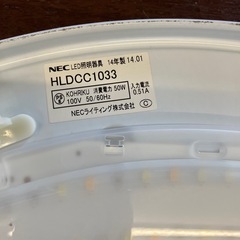 NEC LED照明器具 14年製 14.01
HLDCC1033
KOHRIKU 消費電力 50W 入力電流
100V 50/60Hz 0.51A
NECライティング株式会社